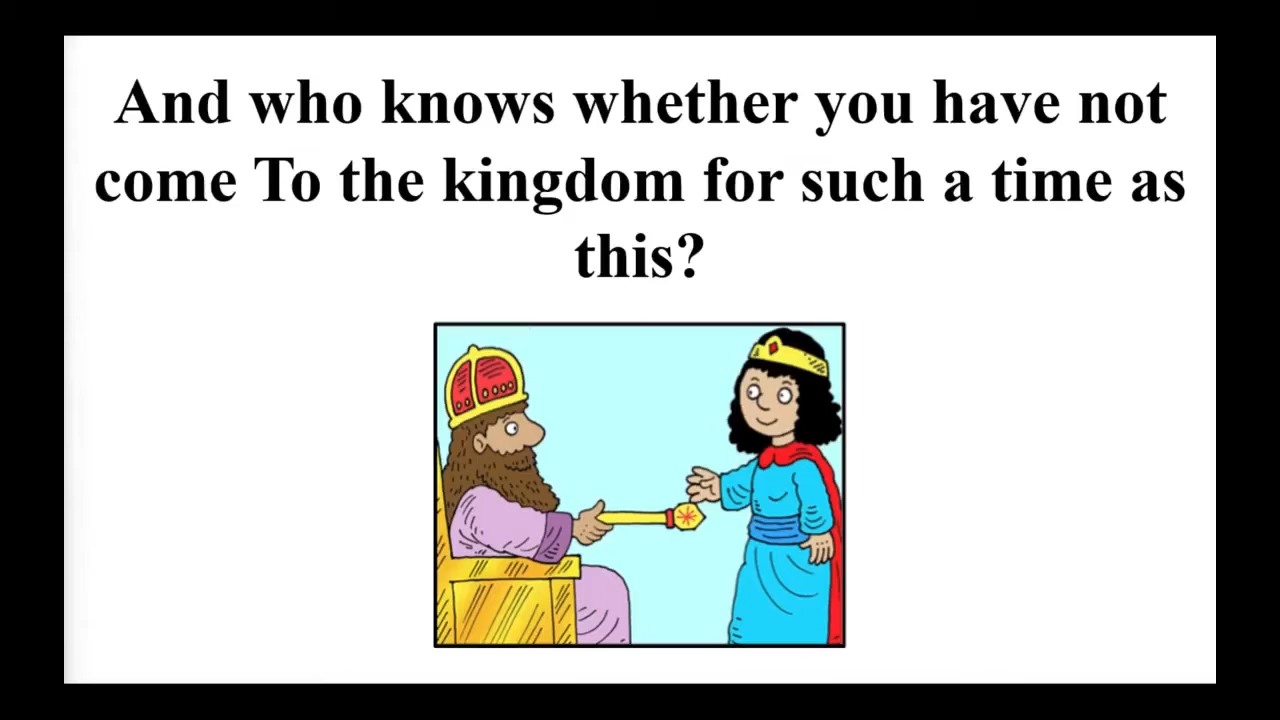 And who knows whether you have not
come To the kingdom for such a time as
this?